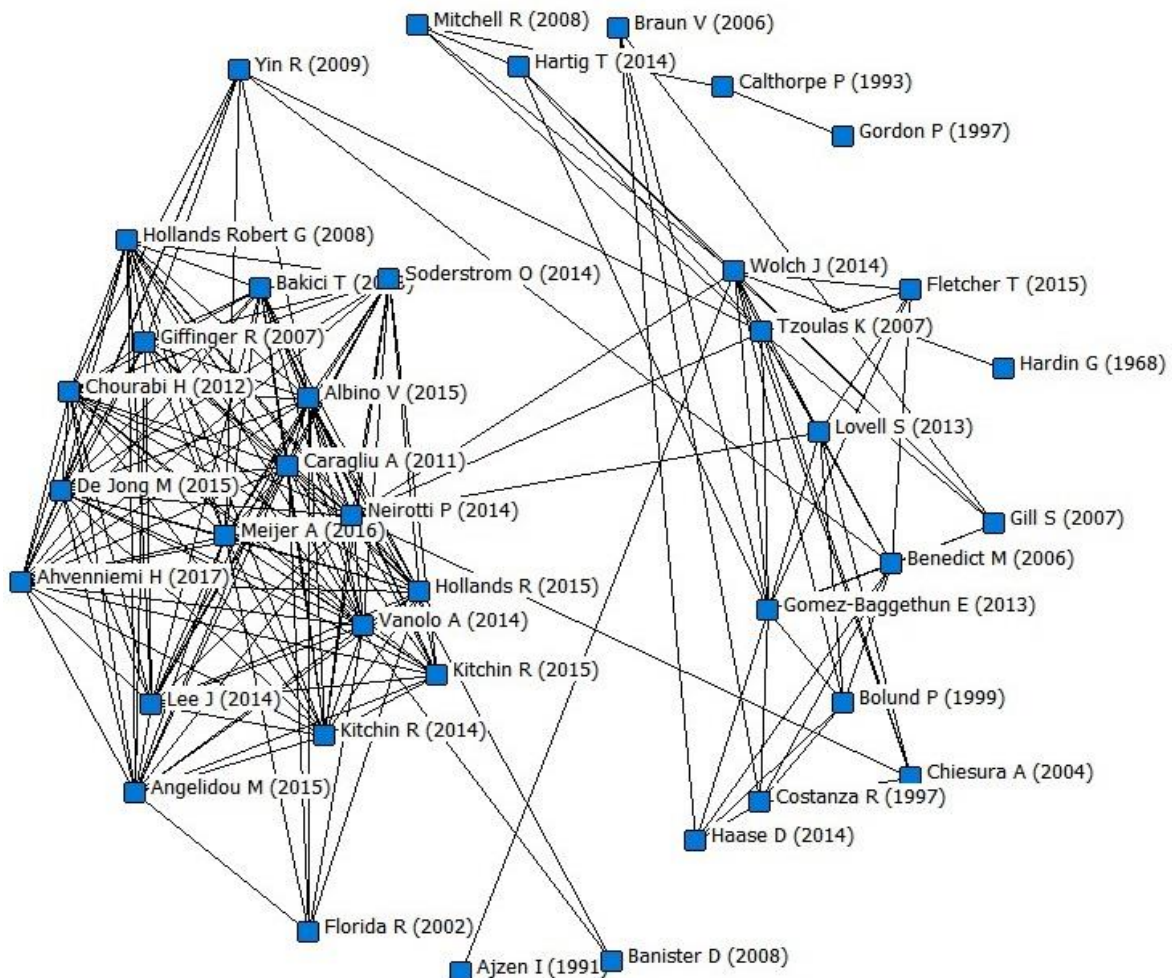 Mitchell R (2008)
Braun V (2006)
Yin R (2009)
Hartig T (2014)
Calthorpe P (1993)
Gordon P (1997)
Hollands Robert G (2008)
Soderstrom O (2014)
Wolch J (2014)
Bakici T
Fletcher T (2015)
Giffinger R (2007)
Tzoulas K (2007)
Hardin G (1968)
Chourabi H (2012)
Albino V (2015)
Lovell S (2013)
Caragliu A (2011)
De Jong M (2015)
Neirotti P (2014)
Gill S (2007)
Meijer A (2016)
Benedict M (2006)
Ahvenniemi H (2017)
Hollands R (2015)
Gomez-Baggethun E (2013)
Vanolo A (2014)
Kitchin R (2015)
Lee J (2014)
Bolund P (1999)
Kitchin R (2014)
Chiesura A (2004)
Angelidou M (2015)
Costanza R (1997)
Haase D (2014)
Florida R (2002)
Banister D (2008)
Ajzen I (1991)